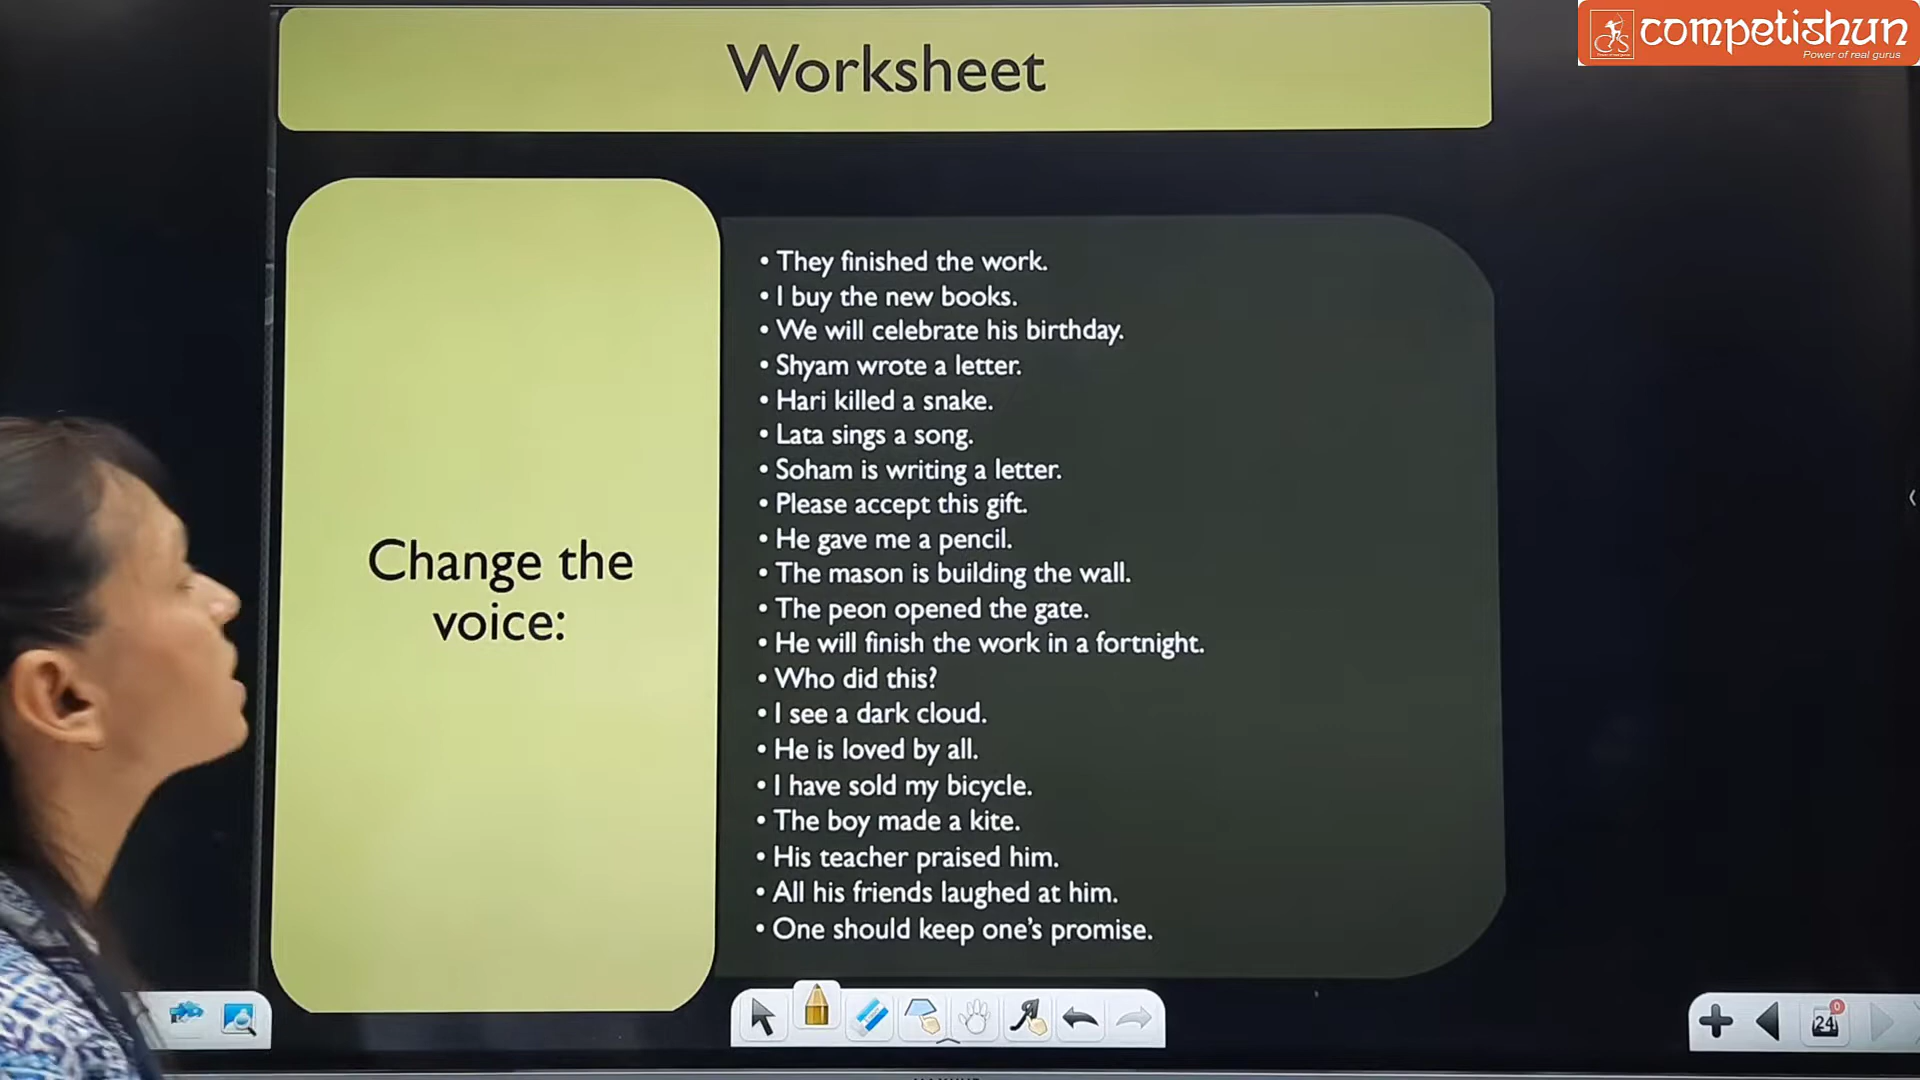 competishun
Power of real gurus
Worksheet
Change the
voice:
• They finished the work.
• I buy the new books.
• We will celebrate his birthday.
• Shyam wrote a letter.
• Hari killed a snake.
• Lata sings a song.
• Soham is writing a letter.
• Please accept this gift.
• He gave me a pencil.
• The mason is building the wall.
• The peon opened the gate.
• He will finish the work in a fortnight.
• Who did this?
• I see a dark cloud.
• He is loved by all.
• I have sold my bicycle.
• The boy made a kite.
• His teacher praised him.
• All his friends laughed at him.
• One should keep one's promise.
0
24